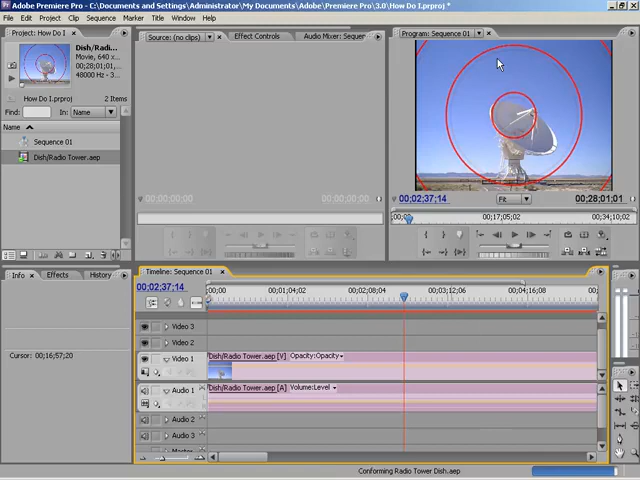 Adobe Premiere Pro - C:\Documents and Settings\Administrator\My Documents\Adobe\Premiere Pro\3.0\How Do I.prproj *
File Edit Project Clip Sequence Marker Title Window Help
Project: How Do I.prproj
Dish/Radi...
Movie, 640 x
00;28;01;01,
48000 Hz - 3
How Do I.prproj 2 Items
Find: In: Name
Name
Sequence 01
Dish/Radio Tower.aep
Source: (no clips) Effect Controls Audio Mixer: Sequer
00;00;00;00 00;00;00;00
Program: Sequence 01
00;02;37;14 Fit 00;28;01;01
00;00 00;17;05;02 00;34;10;02
Info Effects History
Cursor: 00;16;57;20
Timeline: Sequence 01
00;02;37;14
00;00 00;01;04;02 00;02;08;04 00;03;12;06 00;04;16;08
Video 3
Video 2
Video 1 Dish/Radio Tower.aep [V] Opacity:Opacity
Audio 1 Dish/Radio Tower.aep [A] Volume:Level
Audio 2
Audio 3
Conforming Radio Tower Dish.aep